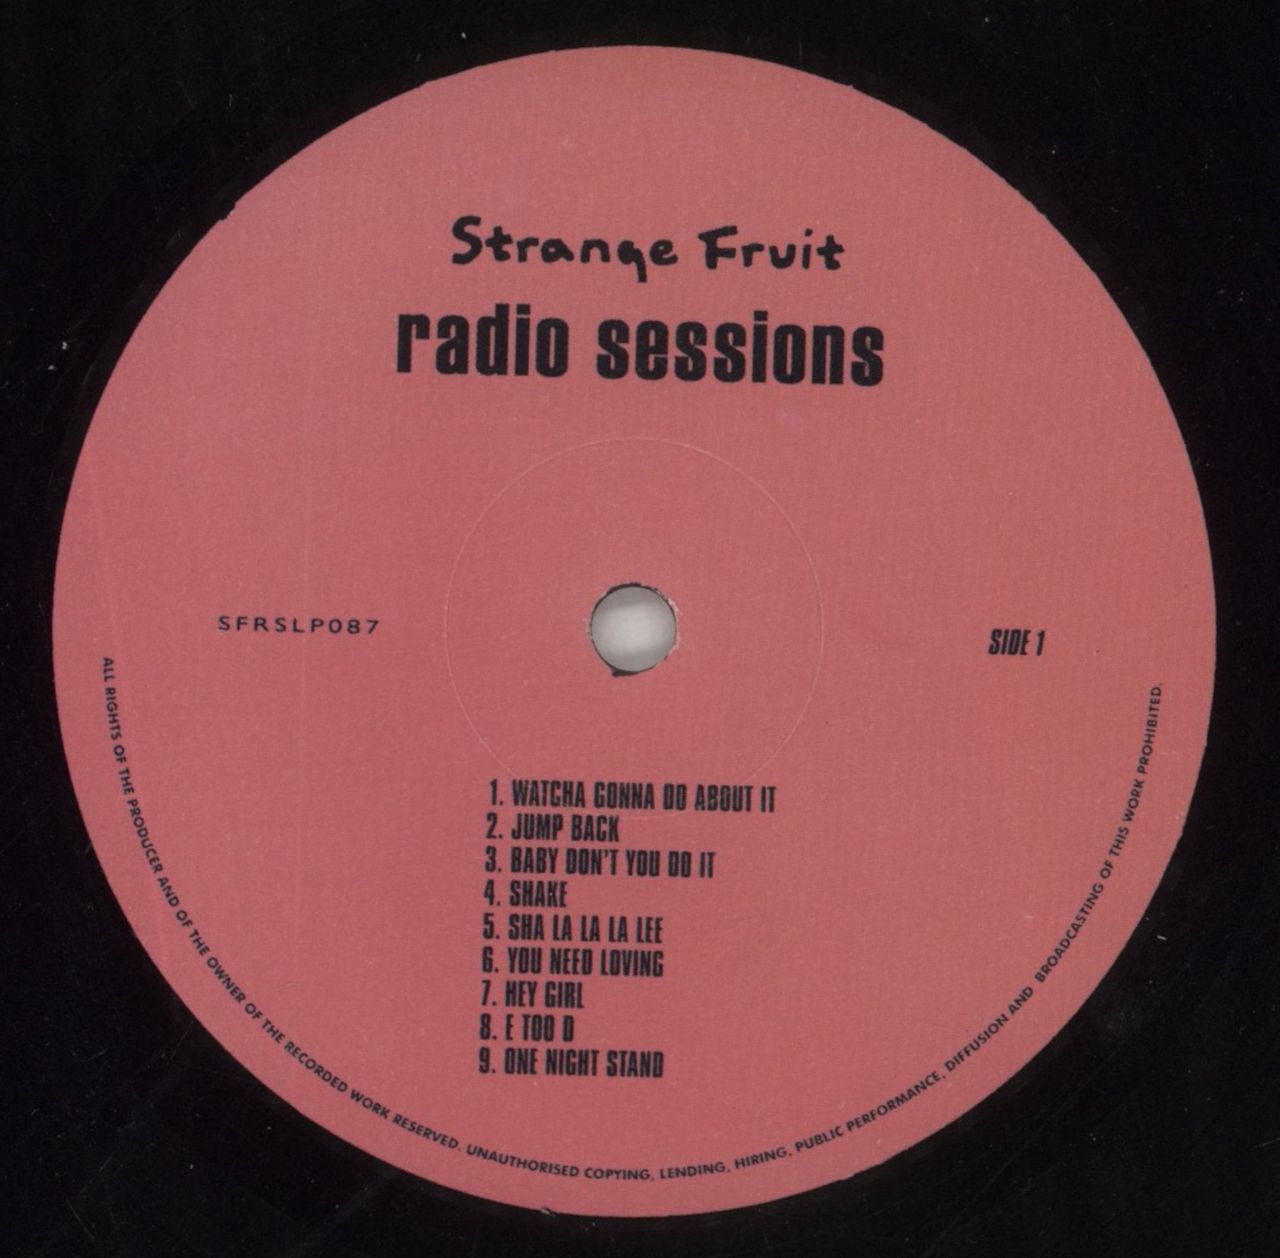 Strange Fruit
radio sessions
SFRSLP087
SIDE 1
1. WATCHA GONNA DO ABOUT IT
2. JUMP BACK
3. BABY DON'T YOU DO IT
4. SHAKE
5. SHA LA LA LA LEE
6. YOU NEED LOVING
7. HEY GIRL
8. E TOO D
9. ONE NIGHT STAND
ALL RIGHTS OF THE PRODUCER AND OF THE OWNER OF THE RECORDED WORK RESERVED. UNAUTHORISED COPYING, LENDING, HIRING, PUBLIC PERFORMANCE, DIFFUSION AND BROADCASTING OF THIS WORK PROHIBITED.